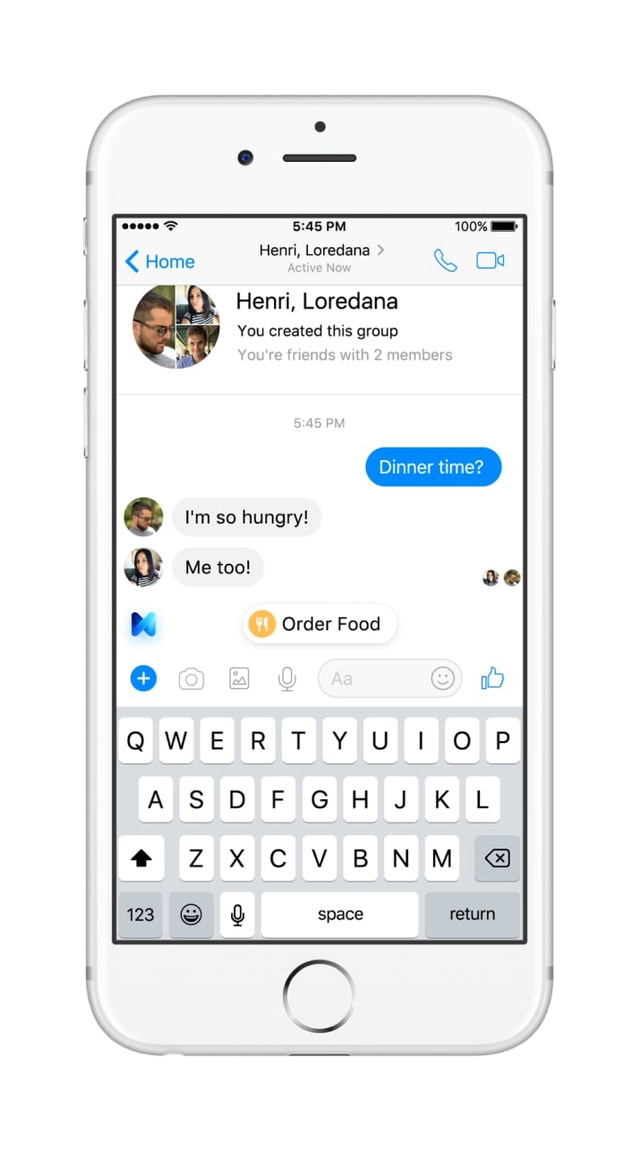 5:45 PM
100%
Home
Henri, Loredana
Active Now
Henri, Loredana
You created this group
You're friends with 2 members
5:45 PM
Dinner time?
I'm so hungry!
Me too!
Order Food
Aa
Q W E R T Y U I O P
A S D F G H J K L
Z X C V B N M
123 space return